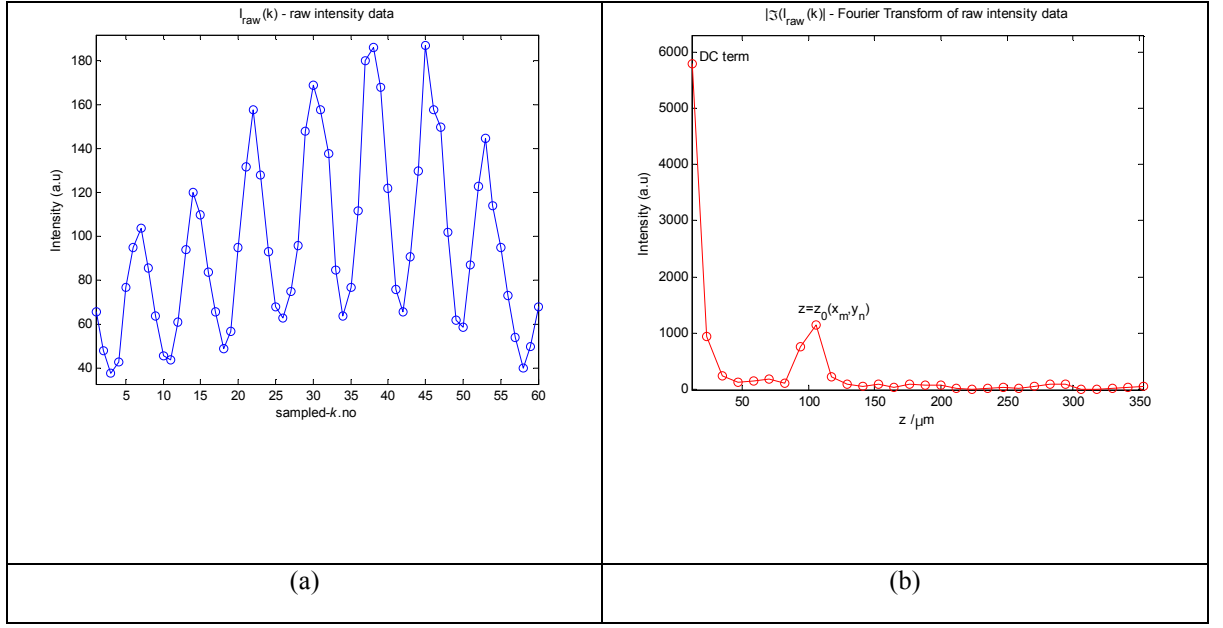 I_raw(k) - raw intensity data
Intensity (a.u)
180
160
140
120
100
80
60
40
5 10 15 20 25 30 35 40 45 50 55 60
sampled-k.no
(a)
|ℑ(I_raw(k)| - Fourier Transform of raw intensity data
Intensity (a.u)
6000
5000
4000
3000
2000
1000
0
DC term
z=z_0(x_m,y_n)
50 100 150 200 250 300 350
z /µm
(b)